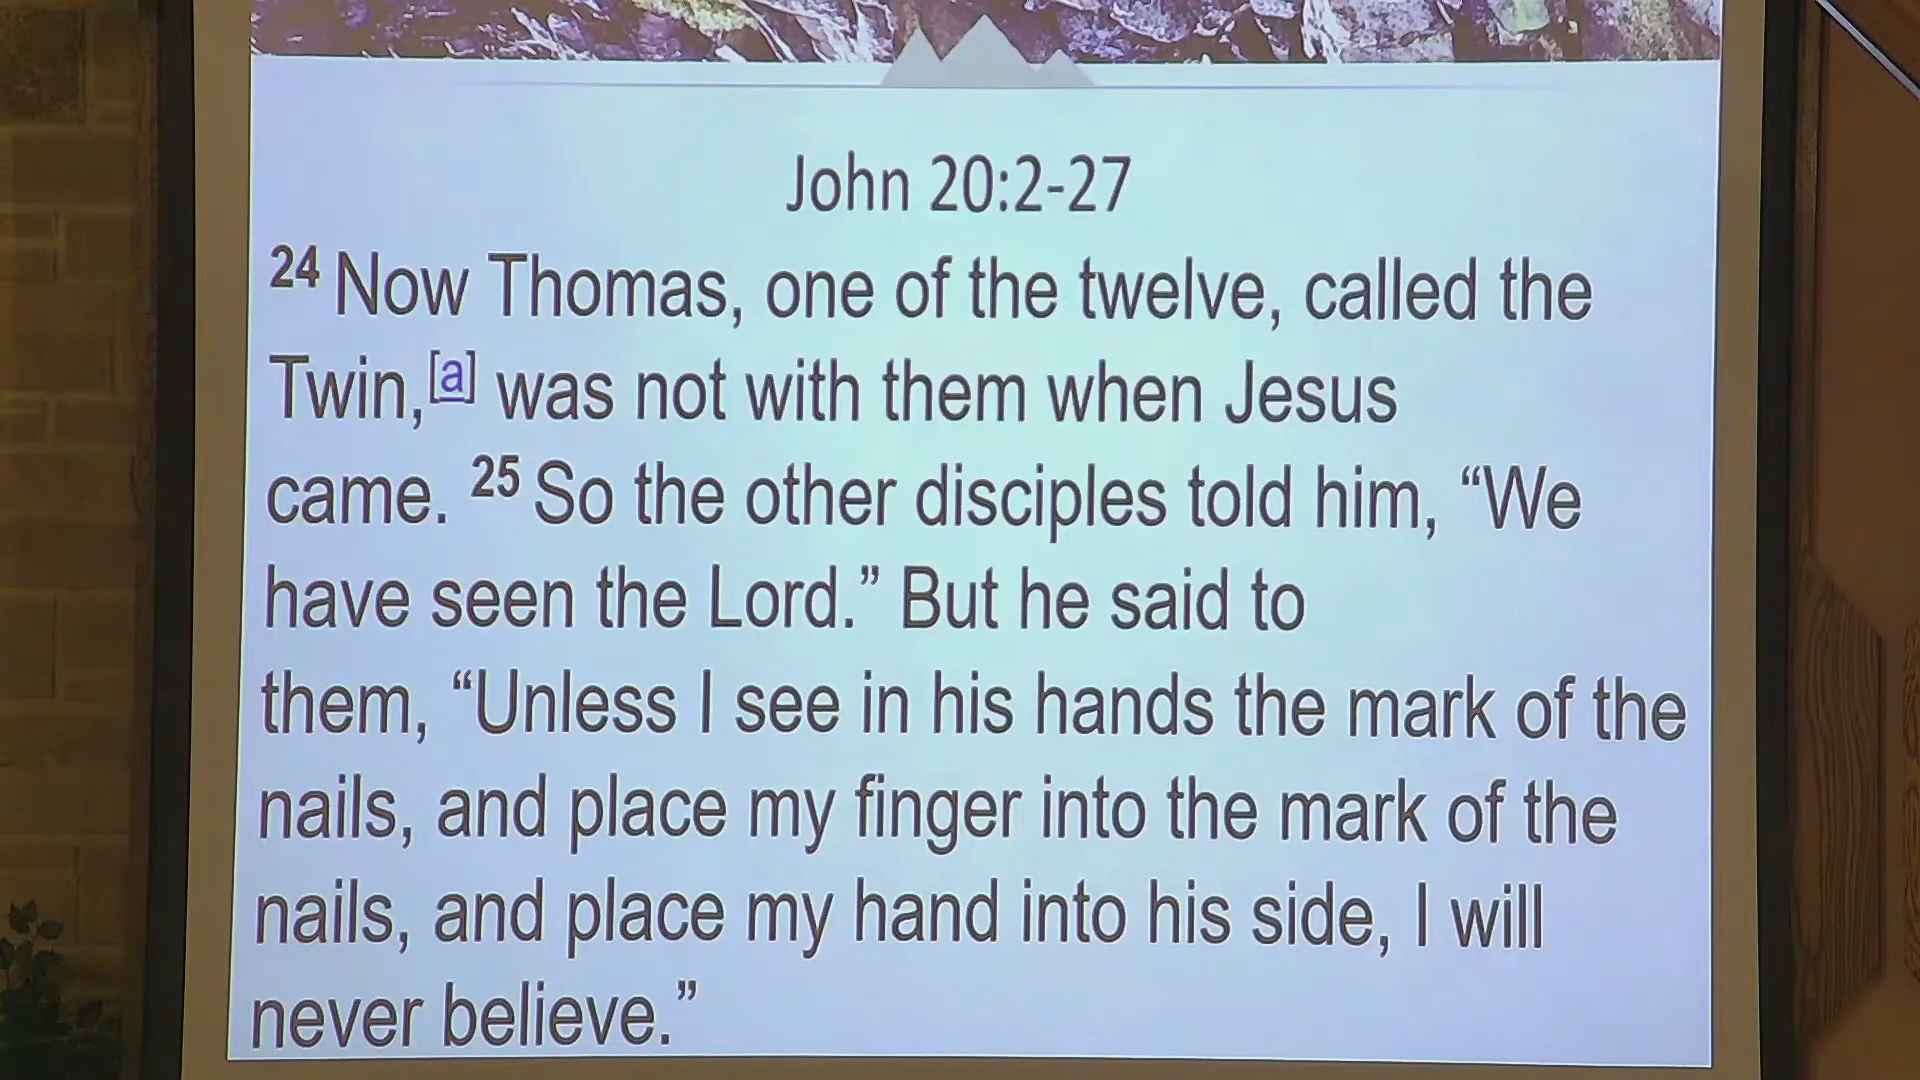 John 20:2-27
24 Now Thomas, one of the twelve, called the
Twin,[a] was not with them when Jesus
came. 25 So the other disciples told him, “We
have seen the Lord.” But he said to
them, “Unless I see in his hands the mark of the
nails, and place my finger into the mark of the
nails, and place my hand into his side, I will
never believe.”